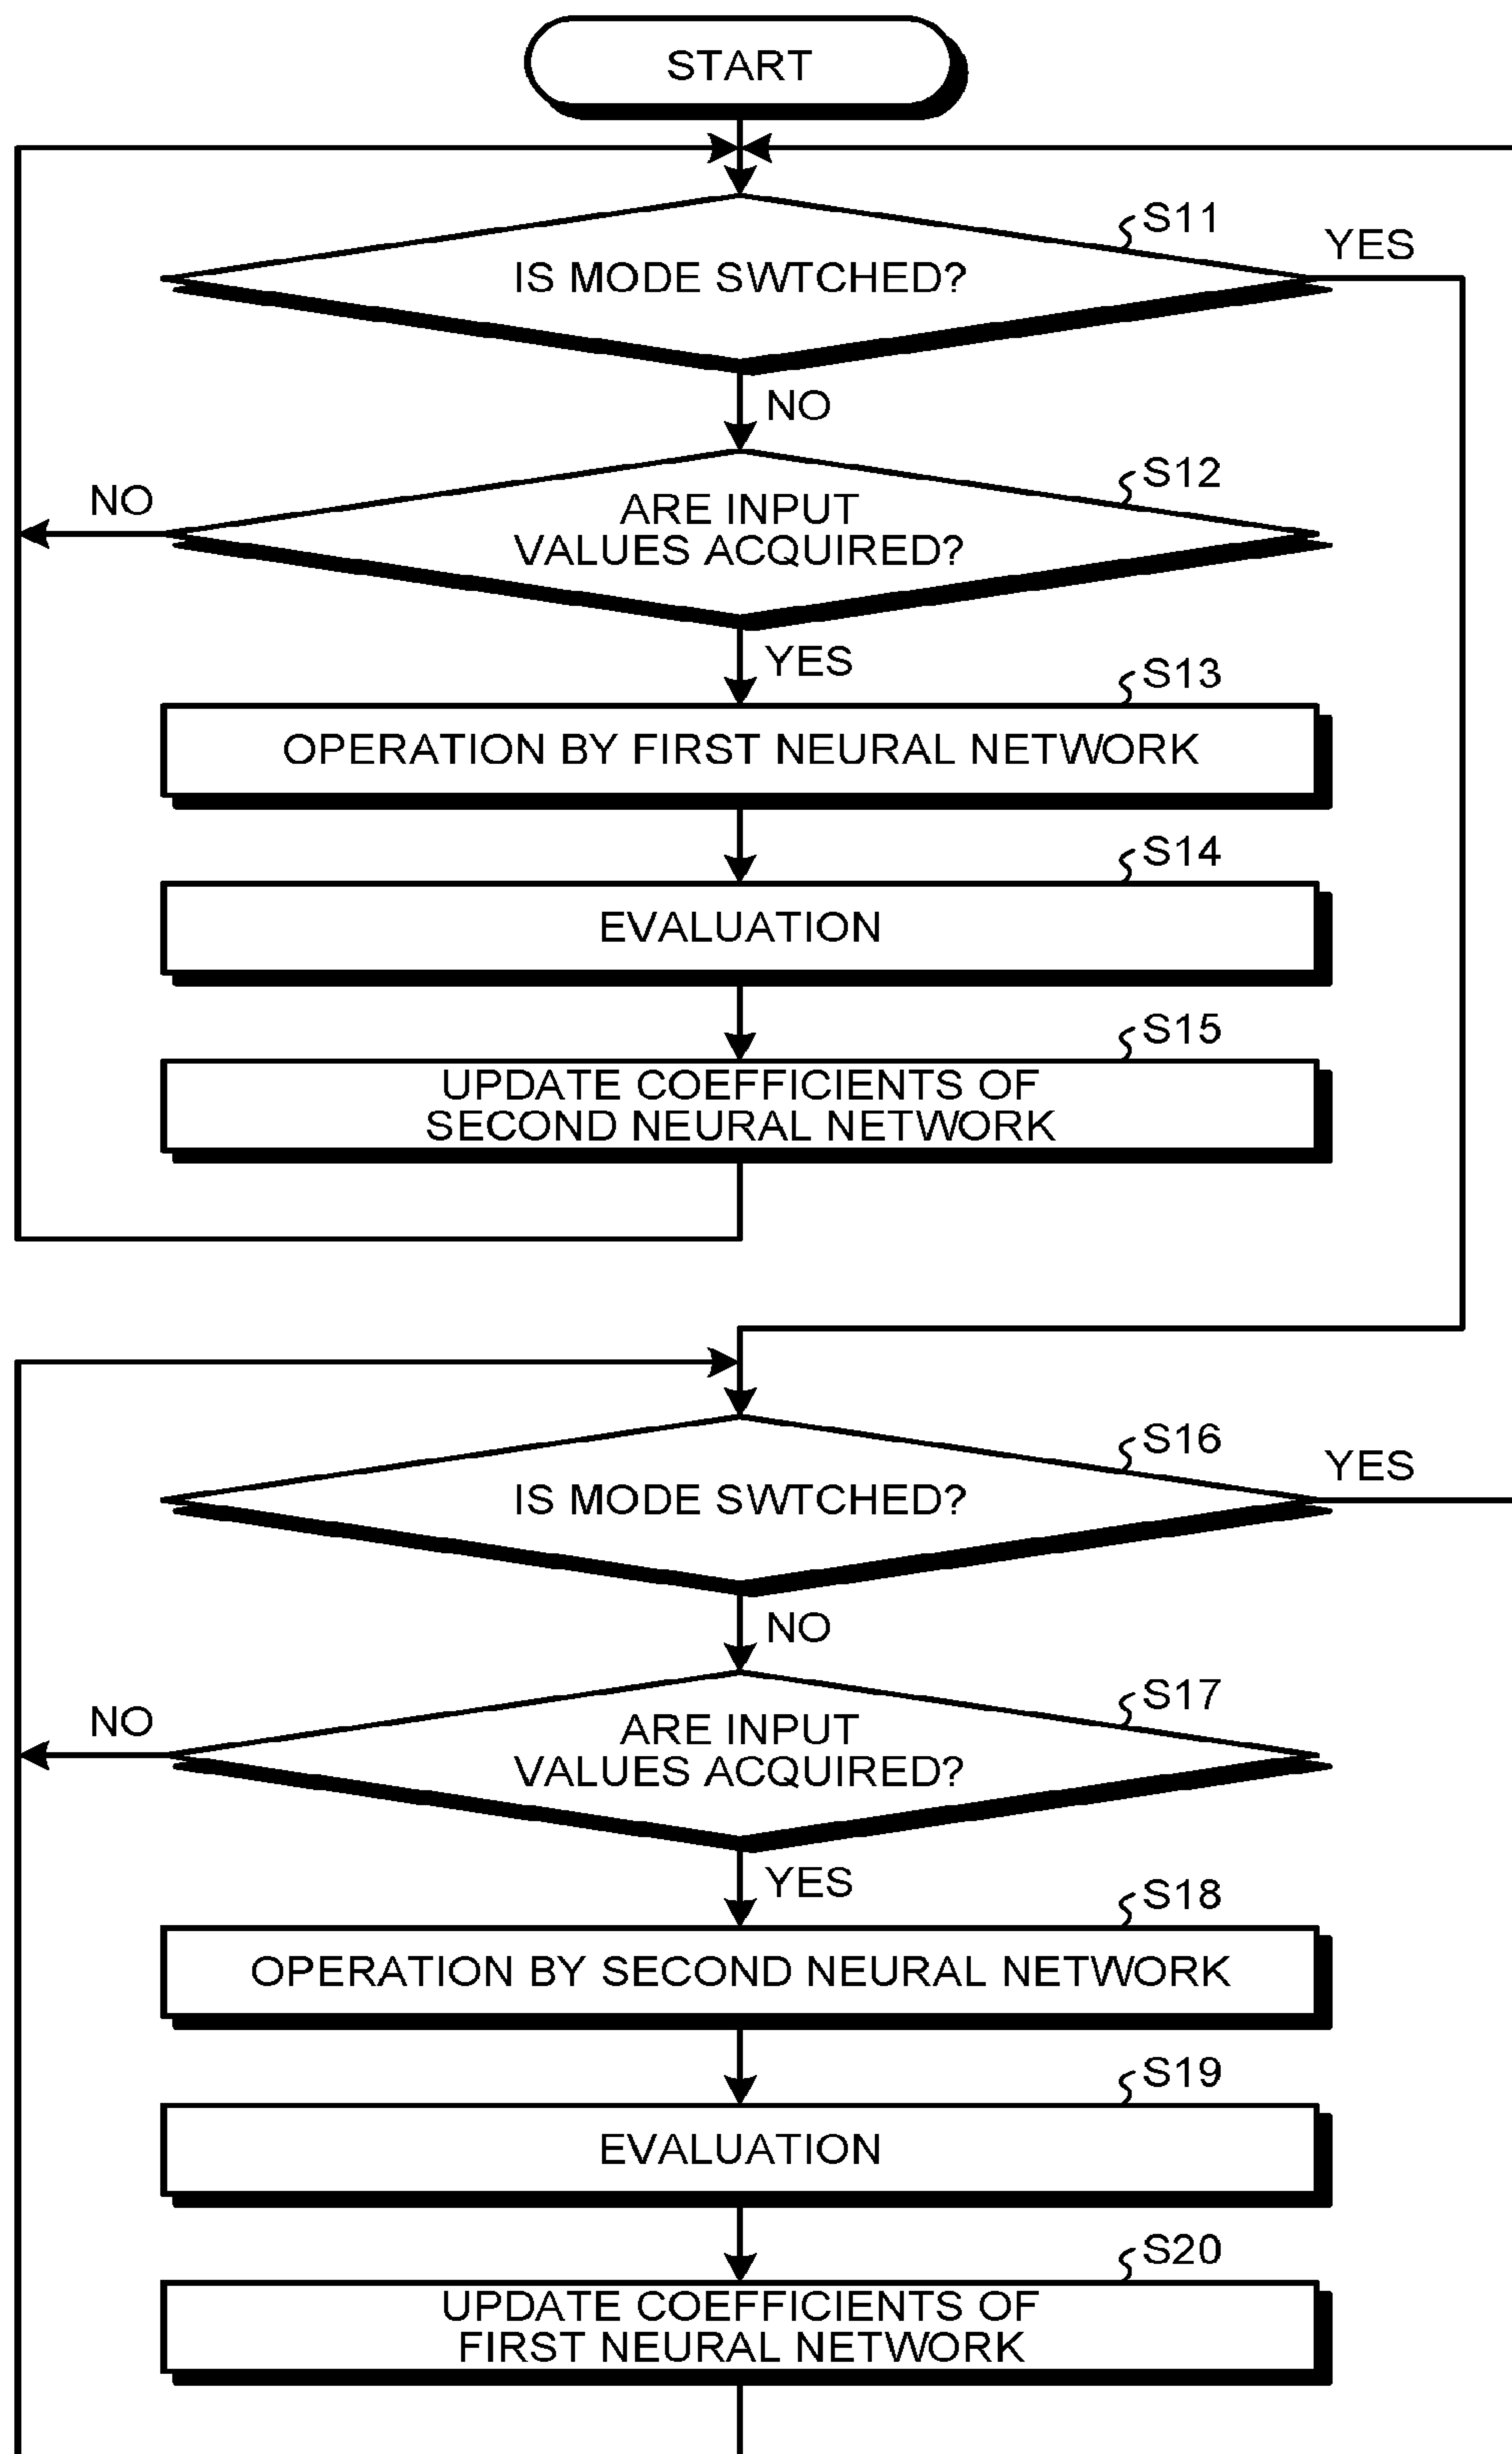 START
S11
YES
IS MODE SWTCHED?
NO
S12
NO
ARE INPUT
VALUES ACQUIRED?
YES
S13
OPERATION BY FIRST NEURAL NETWORK
S14
EVALUATION
S15
UPDATE COEFFICIENTS OF
SECOND NEURAL NETWORK
S16
YES
IS MODE SWTCHED?
NO
S17
NO
ARE INPUT
VALUES ACQUIRED?
YES
S18
OPERATION BY SECOND NEURAL NETWORK
S19
EVALUATION
S20
UPDATE COEFFICIENTS OF
FIRST NEURAL NETWORK